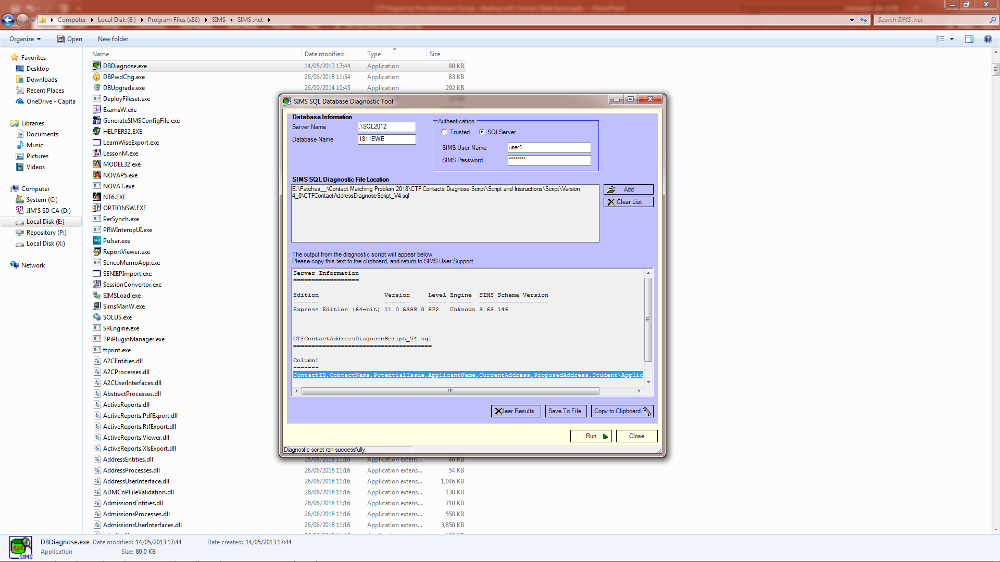 CTF Import to Pre-Admission Group - Dealing with Contact Data Issue.pptx - PowerPoint
Computer Local Disk (E:) Program Files (x86) SIMS SIMS .net
Search SIMS .net
Organize Open New folder
Name Date modified Type Size
Favorites
Desktop
Downloads
Recent Places
OneDrive - Capita
Libraries
Documents
Music
Pictures
Videos
Computer
System (C:)
JIM'S SD CA (D:)
Local Disk (E:)
Repository (P:)
Local Disk (X:)
Network
DBDiagnose.exe 14/05/2013 17:44 Application 80 KB
DBPwdChg.exe 26/06/2018 11:54 Application 83 KB
DBUpgrade.exe 26/09/2014 10:45 Application 292 KB
DeployFileset.exe
ExamsW.exe
GenerateSIMSConfigFile.exe
HELPER32.EXE
LearnWiseExport.exe
LessonM.exe
MODEL32.exe
NOVAP5.exe
NOVAT.exe
NT6.EXE
OPTIONSW.EXE
PerSynch.exe
PRWInteropUI.exe
Pulsar.exe
ReportViewer.exe
SencoMemoApp.exe
SENIEPImport.exe
SessionConvertor.exe
SIMSLoad.exe
SimsManW.exe
SOLUS.exe
SREngine.exe
TPiPluginManager.exe
ttprint.exe
A2CEntities.dll
A2CProcesses.dll
A2CUserInterfaces.dll
AbstractProcesses.dll
ActiveReports.dll
ActiveReports.PdfExport.dll
ActiveReports.RtfExport.dll
ActiveReports.Viewer.dll
ActiveReports.XlsExport.dll
AddressEntities.dll 26/06/2018 11:16 Application extens... 46 KB
AddressProcesses.dll 26/06/2018 11:16 Application extens... 54 KB
AddressUserInterface.dll 26/06/2018 11:16 Application extens... 1,046 KB
ADMCoPFileValidation.dll 26/06/2018 11:16 Application extens... 138 KB
AdmissionsEntities.dll 26/06/2018 11:16 Application extens... 710 KB
AdmissionsProcesses.dll 26/06/2018 11:16 Application extens... 558 KB
AdmissionsUserInterfaces.dll 26/06/2018 11:16 Application extens... 3,850 KB
SIMS SQL Database Diagnostic Tool
Database Information
Server Name .\SQL2012
Database Name 1811EWE
Authentication
Trusted SQLServer
SIMS User Name user1
SIMS Password ********
SIMS SQL Diagnostic File Location
E:\Patches__\Contact Matching Problem 2018\CTF Contacts Diagnose Script\Script and Instructions\Script\Version
4_0\CTFContactAddressDiagnoseScript_V4.sql
Add
Clear List
The output from the diagnostic script will appear below.
Please copy this text to the clipboard, and return to SIMS User Support.
Server Information
==================
Edition Version Level Engine SIMS Schema Version
------- ------- ----- ------ -------------------
Express Edition (64-bit) 11.0.5388.0 SP2 Unknown 3.63.146
CTFContactAddressDiagnoseScript_V4.sql
======================================
Column1
-------
ContactID,ContactName,PotentialIssue,ApplicantName,CurrentAddress,ProposedAddress,Student\Applic
Clear Results Save To File Copy to Clipboard
Run Close
Diagnostic script ran successfully.
DBDiagnose.exe Date modified: 14/05/2013 17:44 Date created: 14/05/2013 17:44
Application Size: 80.0 KB
SQL
SIMS